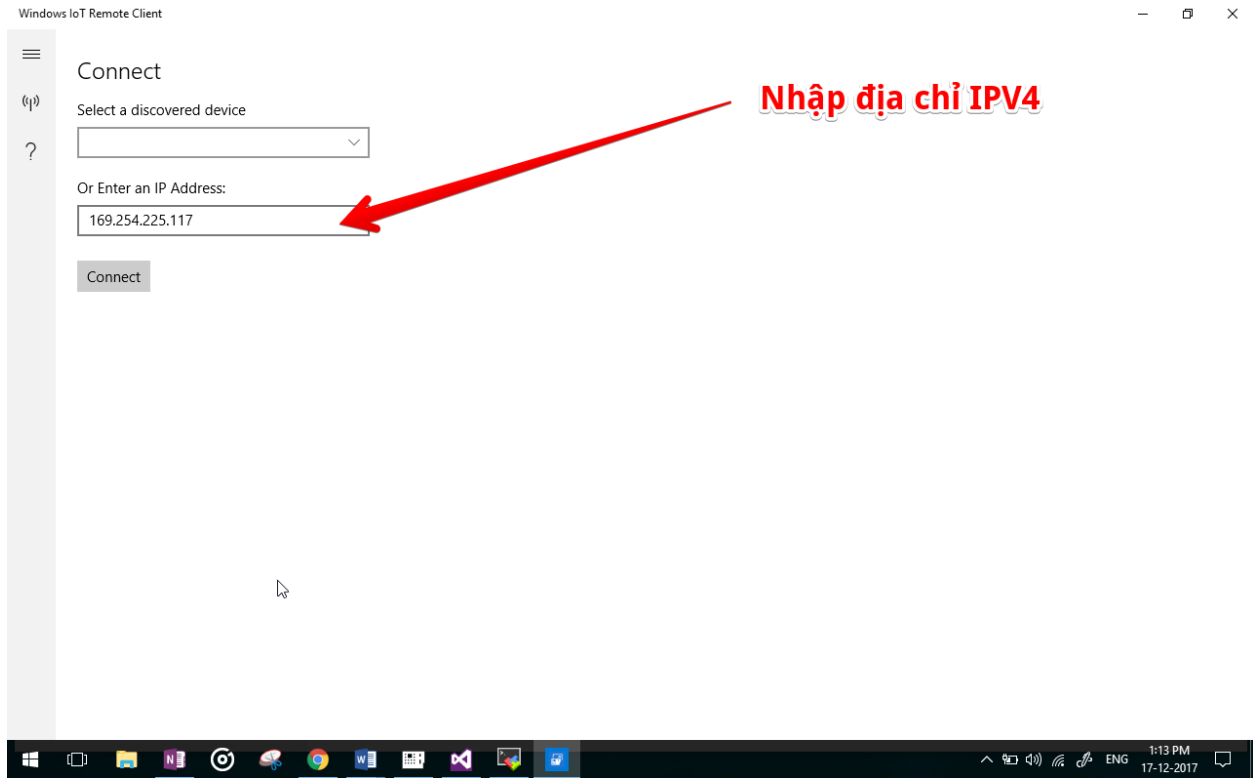 Windows IoT Remote Client
Connect
Nhập địa chỉ IPV4
Select a discovered device
Or Enter an IP Address:
169.254.225.117
Connect
ENG
1:13 PM
17-12-2017